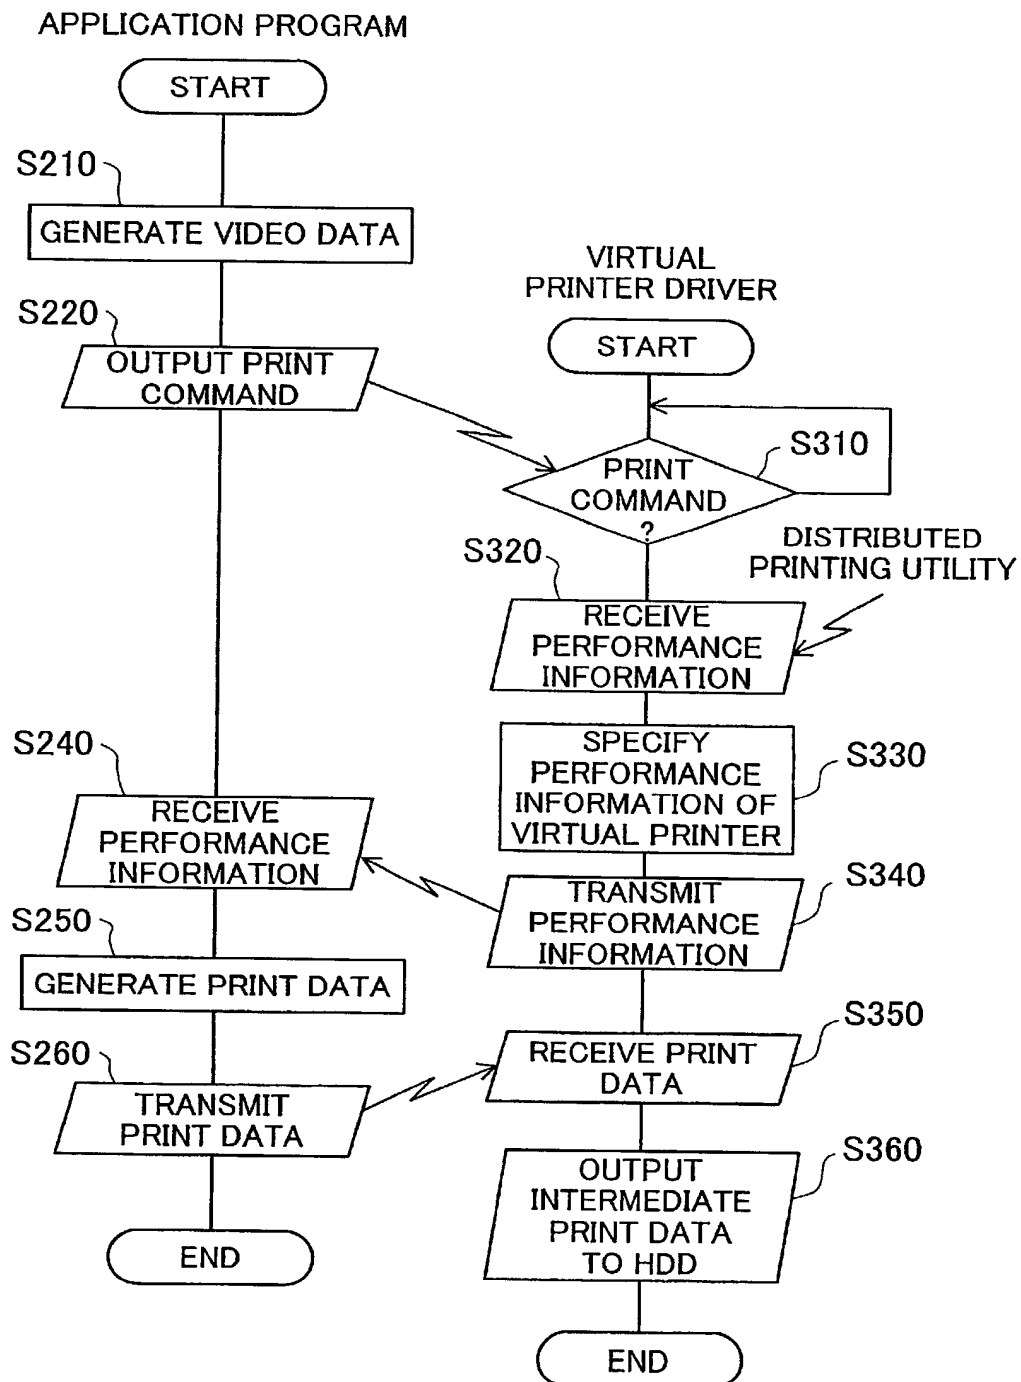 APPLICATION PROGRAM
START
S210
GENERATE VIDEO DATA
S220
OUTPUT PRINT
COMMAND
VIRTUAL
PRINTER DRIVER
START
S310
PRINT
COMMAND
?
DISTRIBUTED
PRINTING UTILITY
S320
RECEIVE
PERFORMANCE
INFORMATION
S330
SPECIFY
PERFORMANCE
INFORMATION OF
VIRTUAL PRINTER
S240
RECEIVE
PERFORMANCE
INFORMATION
S340
TRANSMIT
PERFORMANCE
INFORMATION
S250
GENERATE PRINT DATA
S260
TRANSMIT
PRINT DATA
S350
RECEIVE PRINT
DATA
S360
OUTPUT
INTERMEDIATE
PRINT DATA
TO HDD
END
END